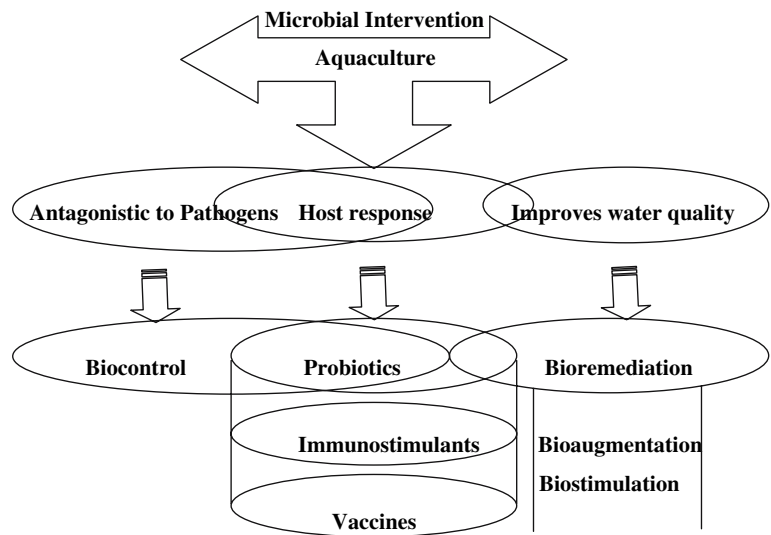 Microbial Intervention
Aquaculture
Antagonistic to Pathogens
Host response
Improves water quality
Biocontrol
Probiotics
Bioremediation
Immunostimulants
Bioaugmentation
Biostimulation
Vaccines